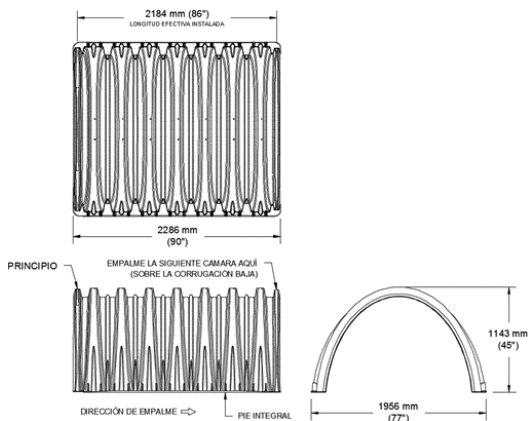 2184 mm (86")
LONGITUD EFECTIVA INSTALADA
2286 mm
(90")
PRINCIPIO
EMPALME LA SIGUIENTE CAMARA AQUÍ
(SOBRE LA CORRUGACIÓN BAJA)
1143 mm
(45")
DIRECCIÓN DE EMPALME
PIE INTEGRAL
1956 mm
(77")